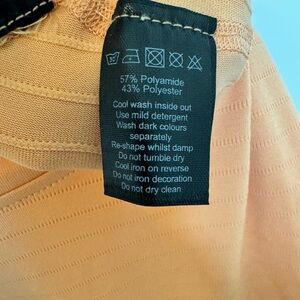 57% Polyamide
43% Polyester
Cool wash inside out
Use mild detergent
Wash dark colours
separately
Re-shape whilst damp
Do not tumble dry
Cool iron on reverse
Do not iron decoration
Do not dry clean